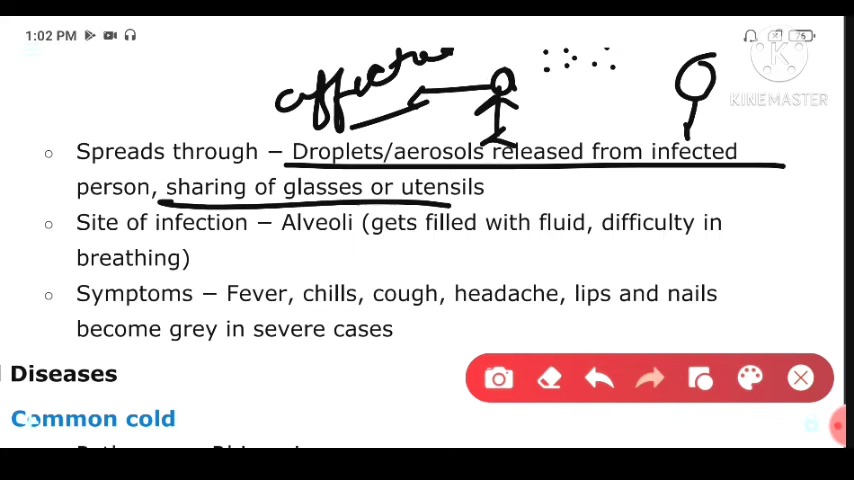 1:02 PM
76
KINEMASTER
Spreads through − Droplets/aerosols released from infected
person, sharing of glasses or utensils
Site of infection − Alveoli (gets filled with fluid, difficulty in
breathing)
Symptoms − Fever, chills, cough, headache, lips and nails
become grey in severe cases
Diseases
Common cold